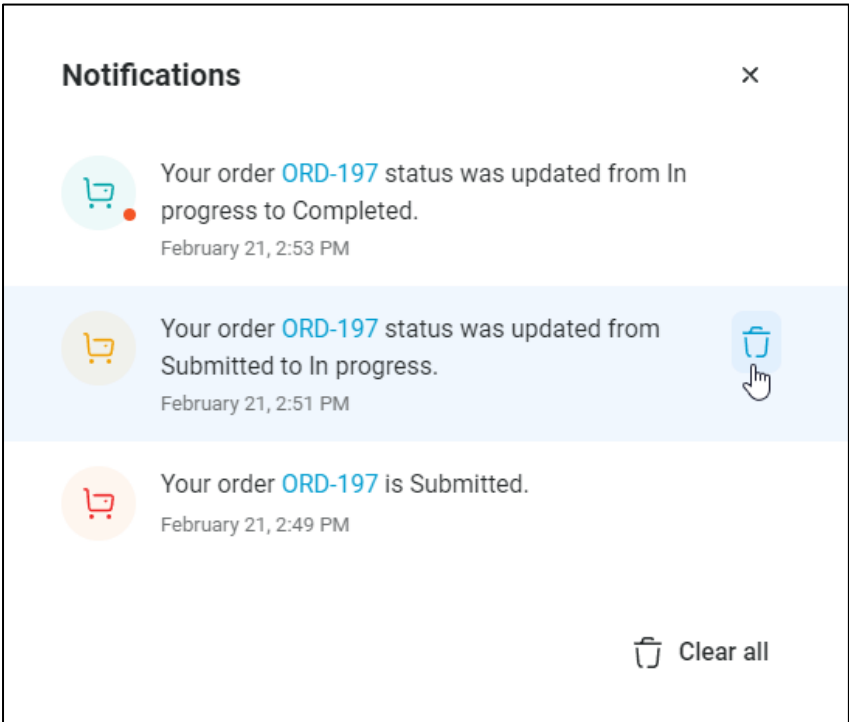 Notifications
Your order ORD-197 status was updated from In
progress to Completed.
February 21, 2:53 PM
Your order ORD-197 status was updated from
Submitted to In progress.
February 21, 2:51 PM
Your order ORD-197 is Submitted.
February 21, 2:49 PM
Clear all